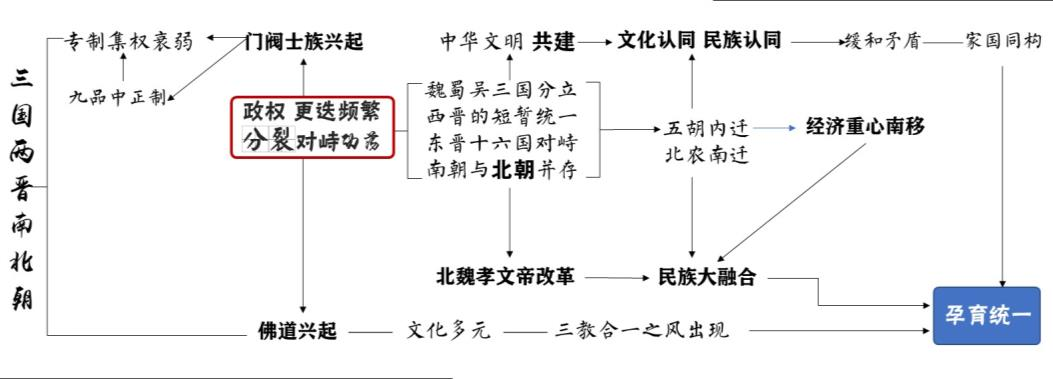 三国两晋南北朝
专制集权衰弱
门阀士族兴起
九品中正制
政权 更迭频繁
分裂对峙
中华文明 共建
文化认同 民族认同
缓和矛盾
家国同构
魏蜀吴三国分立
西晋的短暂统一
东晋十六国对峙
南朝与北朝并存
五胡内迁
北农南迁
经济重心南移
北魏孝文帝改革
民族大融合
佛道兴起
文化多元
三教合一之风出现
孕育统一